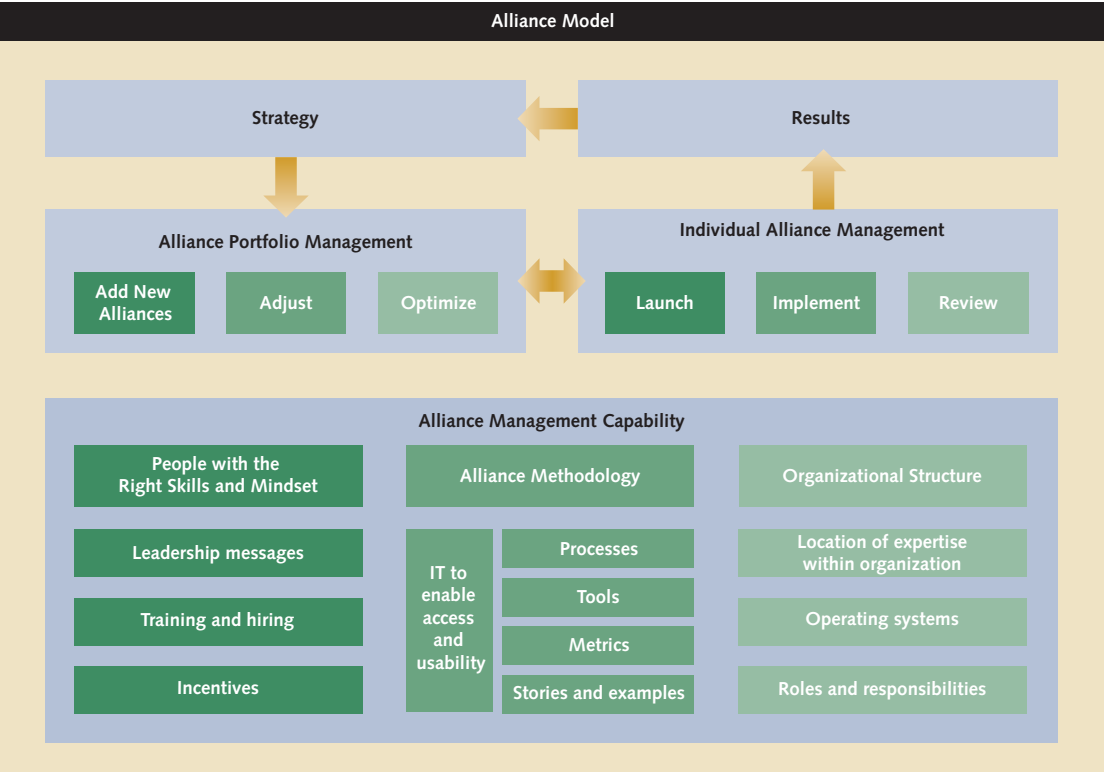 Alliance Model
Strategy
Results
Alliance Portfolio Management
Add New
Alliances
Adjust
Optimize
Individual Alliance Management
Launch
Implement
Review
Alliance Management Capability
People with the
Right Skills and Mindset
Leadership messages
Training and hiring
Incentives
Alliance Methodology
IT to
enable
access
and
usability
Processes
Tools
Metrics
Stories and examples
Organizational Structure
Location of expertise
within organization
Operating systems
Roles and responsibilities